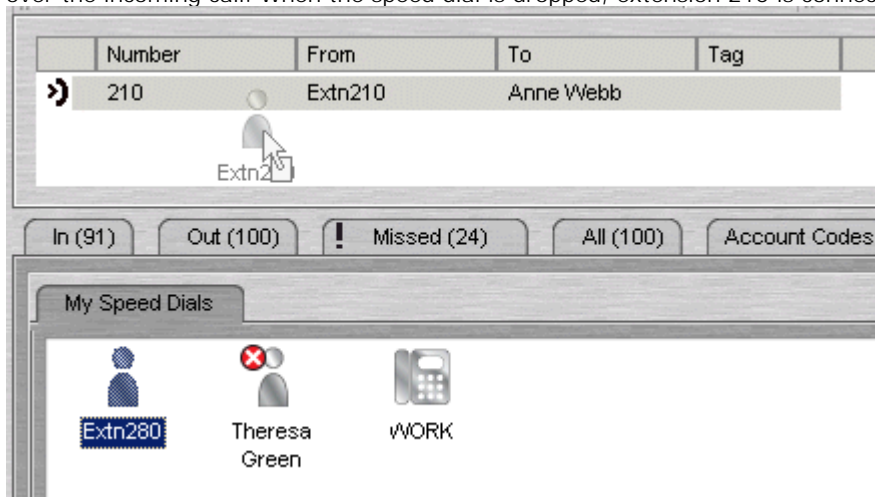 over the incoming call. When the speed dial is dropped, extension 210 is
Number From To Tag
210 Extn210 Anne Webb
In (91) Out (100) ! Missed (24) All (100) Account Codes
My Speed Dials
Extn280 Theresa Green WORK